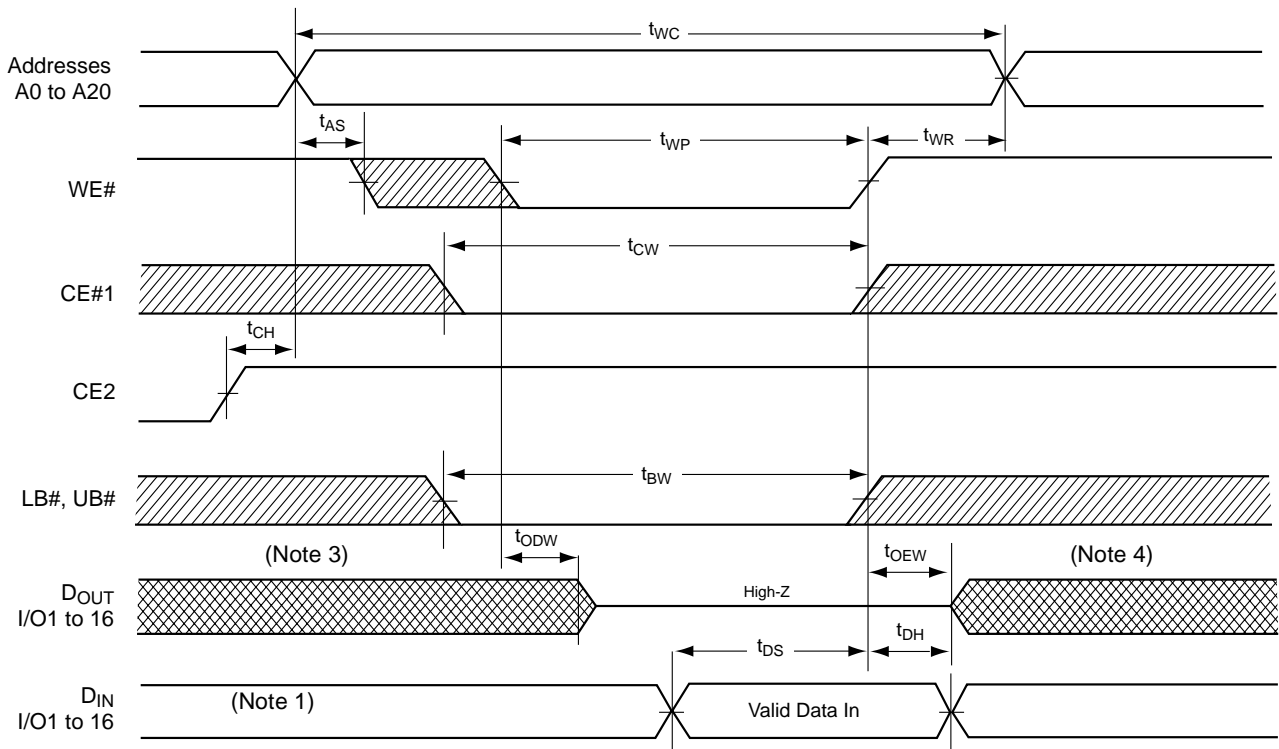 tWC
Addresses
A0 to A20
tAS
tWP
tWR
WE#
tCW
CE#1
tCH
CE2
tBW
LB#, UB#
tODW
(Note 3)
tOEW
(Note 4)
DOUT
I/O1 to 16
High-Z
tDS
tDH
DIN
I/O1 to 16
(Note 1)
Valid Data In